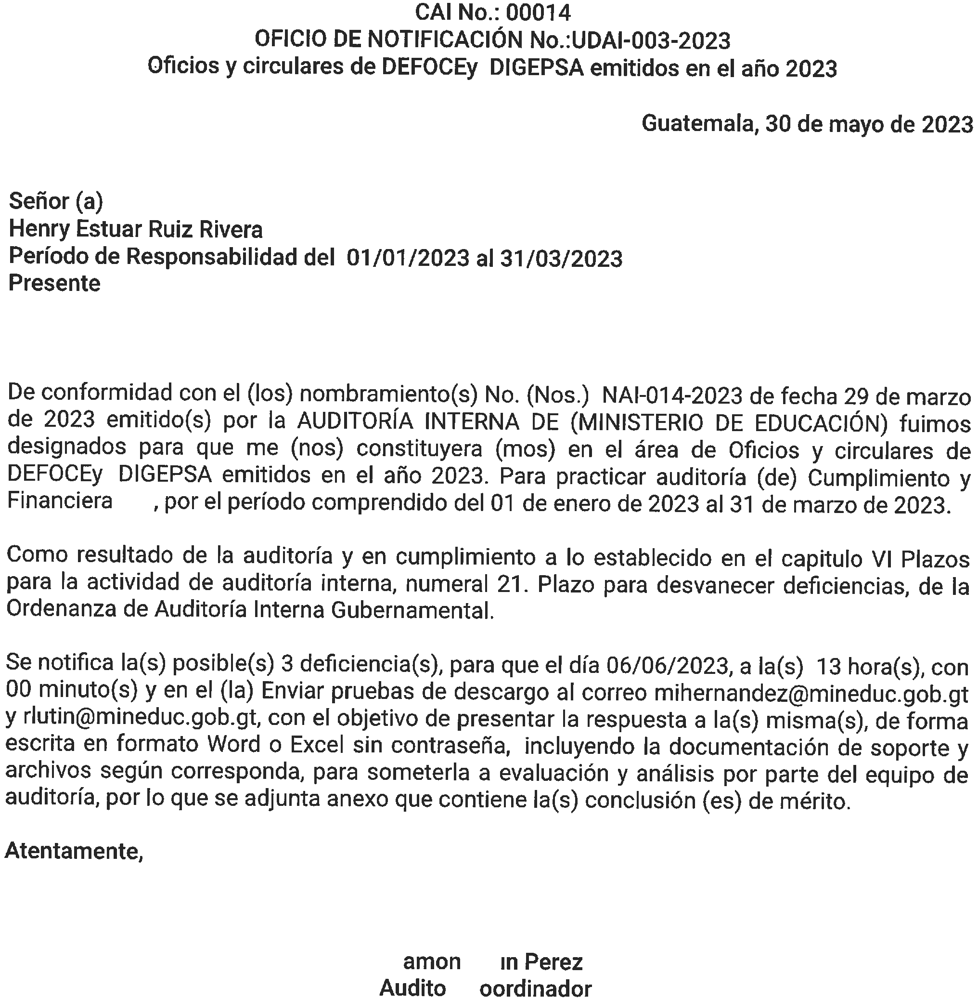 CAI No.: 00014
OFICIO DE NOTIFICACIÓN No.:UDAI-003-2023
Oficios y circulares de DEFOCEy DIGEPSA emitidos en el año 2023
Guatemala, 30 de mayo de 2023
Señor (a)
Henry Estuar Ruiz Rivera
Período de Responsabilidad del 01/01/2023 al 31/03/2023
Presente
De conformidad con el (los) nombramiento(s) No. (Nos.) NAI-014-2023 de fecha 29 de marzo
de 2023 emitido(s) por la AUDITORÍA INTERNA DE (MINISTERIO DE EDUCACIÓN) fuimos
designados para que me (nos) constituyera (mos) en el área de Oficios y circulares de
DEFOCEy DIGEPSA emitidos en el año 2023. Para practicar auditoría (de) Cumplimiento y
Financiera , por el período comprendido del 01 de enero de 2023 al 31 de marzo de 2023.
Como resultado de la auditoría y en cumplimiento a lo establecido en el capitulo VI Plazos
para la actividad de auditoría interna, numeral 21. Plazo para desvanecer deficiencias, de la
Ordenanza de Auditoría Interna Gubernamental.
Se notifica la(s) posible(s) 3 deficiencia(s), para que el día 06/06/2023, a la(s) 13 hora(s), con
00 minuto(s) y en el (la) Enviar pruebas de descargo al correo mihernandez@mineduc.gob.gt
y rlutin@mineduc.gob.gt, con el objetivo de presentar la respuesta a la(s) misma(s), de forma
escrita en formato Word o Excel sin contraseña, incluyendo la documentación de soporte y
archivos según corresponda, para someterla a evaluación y análisis por parte del equipo de
auditoría, por lo que se adjunta anexo que contiene la(s) conclusión (es) de mérito.
Atentamente,
amon in Perez
Audito oordinador